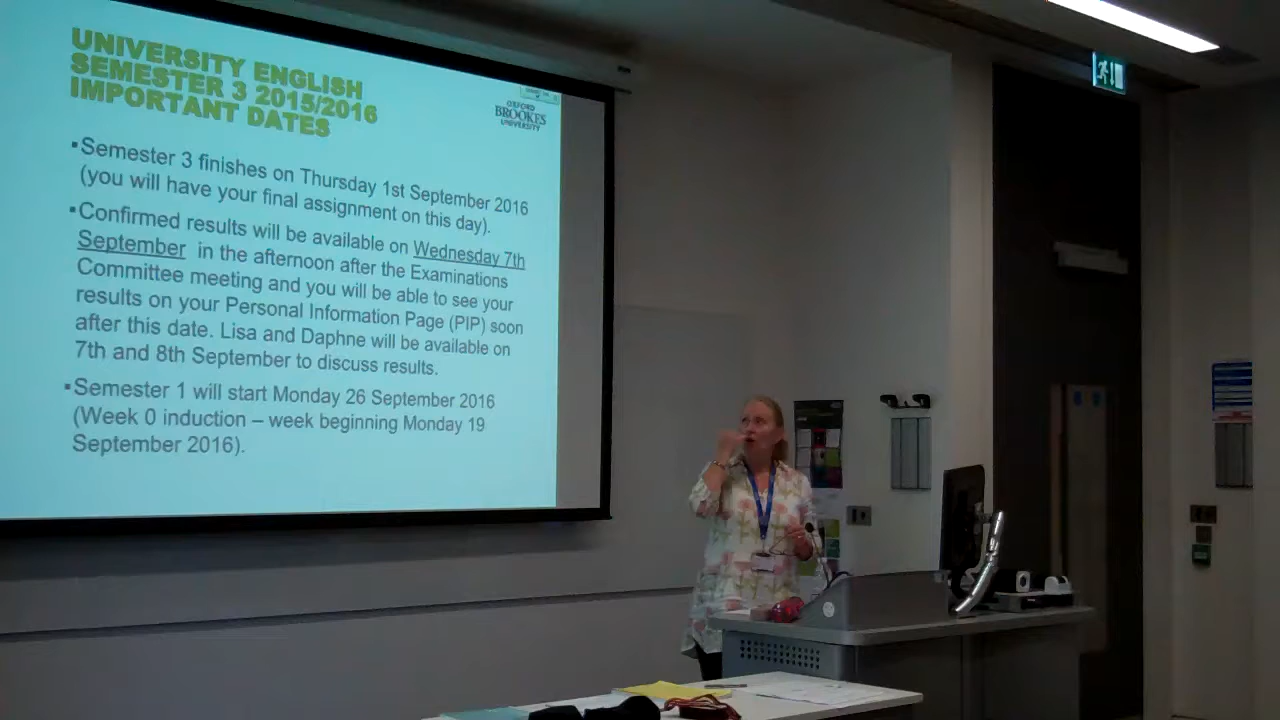 UNIVERSITY ENGLISH
SEMESTER 3 2015/2016
IMPORTANT DATES
OXFORD
BROOKES
UNIVERSITY
▪Semester 3 finishes on Thursday 1st September 2016
(you will have your final assignment on this day).
▪Confirmed results will be available on Wednesday 7th
September in the afternoon after the Examinations
Committee meeting and you will be able to see your
results on your Personal Information Page (PIP) soon
after this date. Lisa and Daphne will be available on
7th and 8th September to discuss results.
▪Semester 1 will start Monday 26 September 2016
(Week 0 induction – week beginning Monday 19
September 2016).